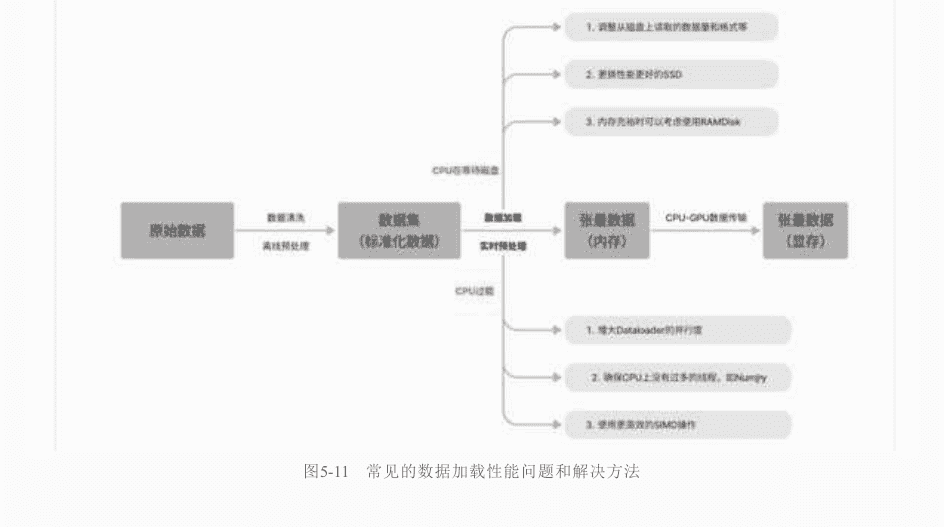 1. 调整从磁盘上读取的数据量和格式等
2. 更换性能更好的SSD
3. 内存充裕时可以考虑使用RAMDisk
CPU在等待磁盘
原始数据
数据清洗
离线预处理
数据集
（标准化数据）
数据加载
实时预处理
张量数据
（内存）
CPU-GPU数据传输
张量数据
（显存）
CPU过载
1. 增大Dataloader的并行度
2. 确保CPU上没有过多的线程，如Numpy
3. 使用更高效的SIMD操作
图5-11 常见的数据加载性能问题和解决方法